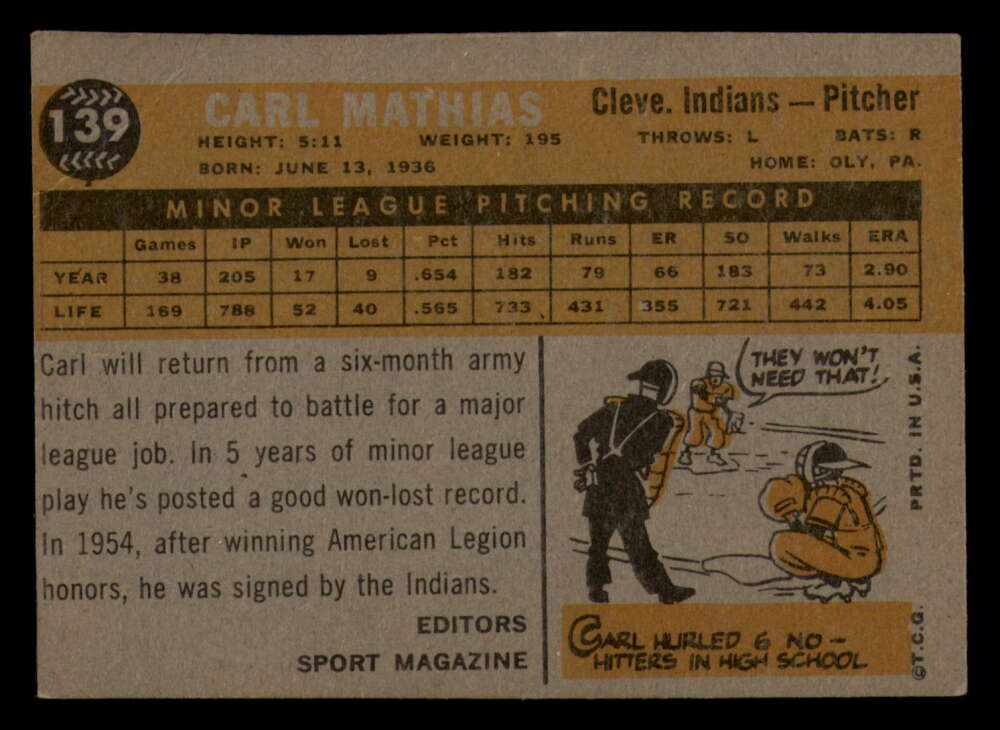 139
CARL MATHIAS
Cleve. Indians — Pitcher
HEIGHT: 5:11 WEIGHT: 195 THROWS: L BATS: R
BORN: JUNE 13, 1936 HOME: OLY, PA.
MINOR LEAGUE PITCHING RECORD
Games IP Won Lost Pct Hits Runs ER SO Walks ERA
YEAR 38 205 17 9 .654 182 79 66 183 73 2.90
LIFE 169 788 52 40 .565 733 431 355 721 442 4.05
Carl will return from a six-month army
hitch all prepared to battle for a major
league job. In 5 years of minor league
play he's posted a good won-lost record.
In 1954, after winning American Legion
honors, he was signed by the Indians.
EDITORS
SPORT MAGAZINE
THEY WON'T
NEED THAT!
CARL HURLED 6 NO-
HITTERS IN HIGH SCHOOL
©T.C.G. PRTD. IN U.S.A.